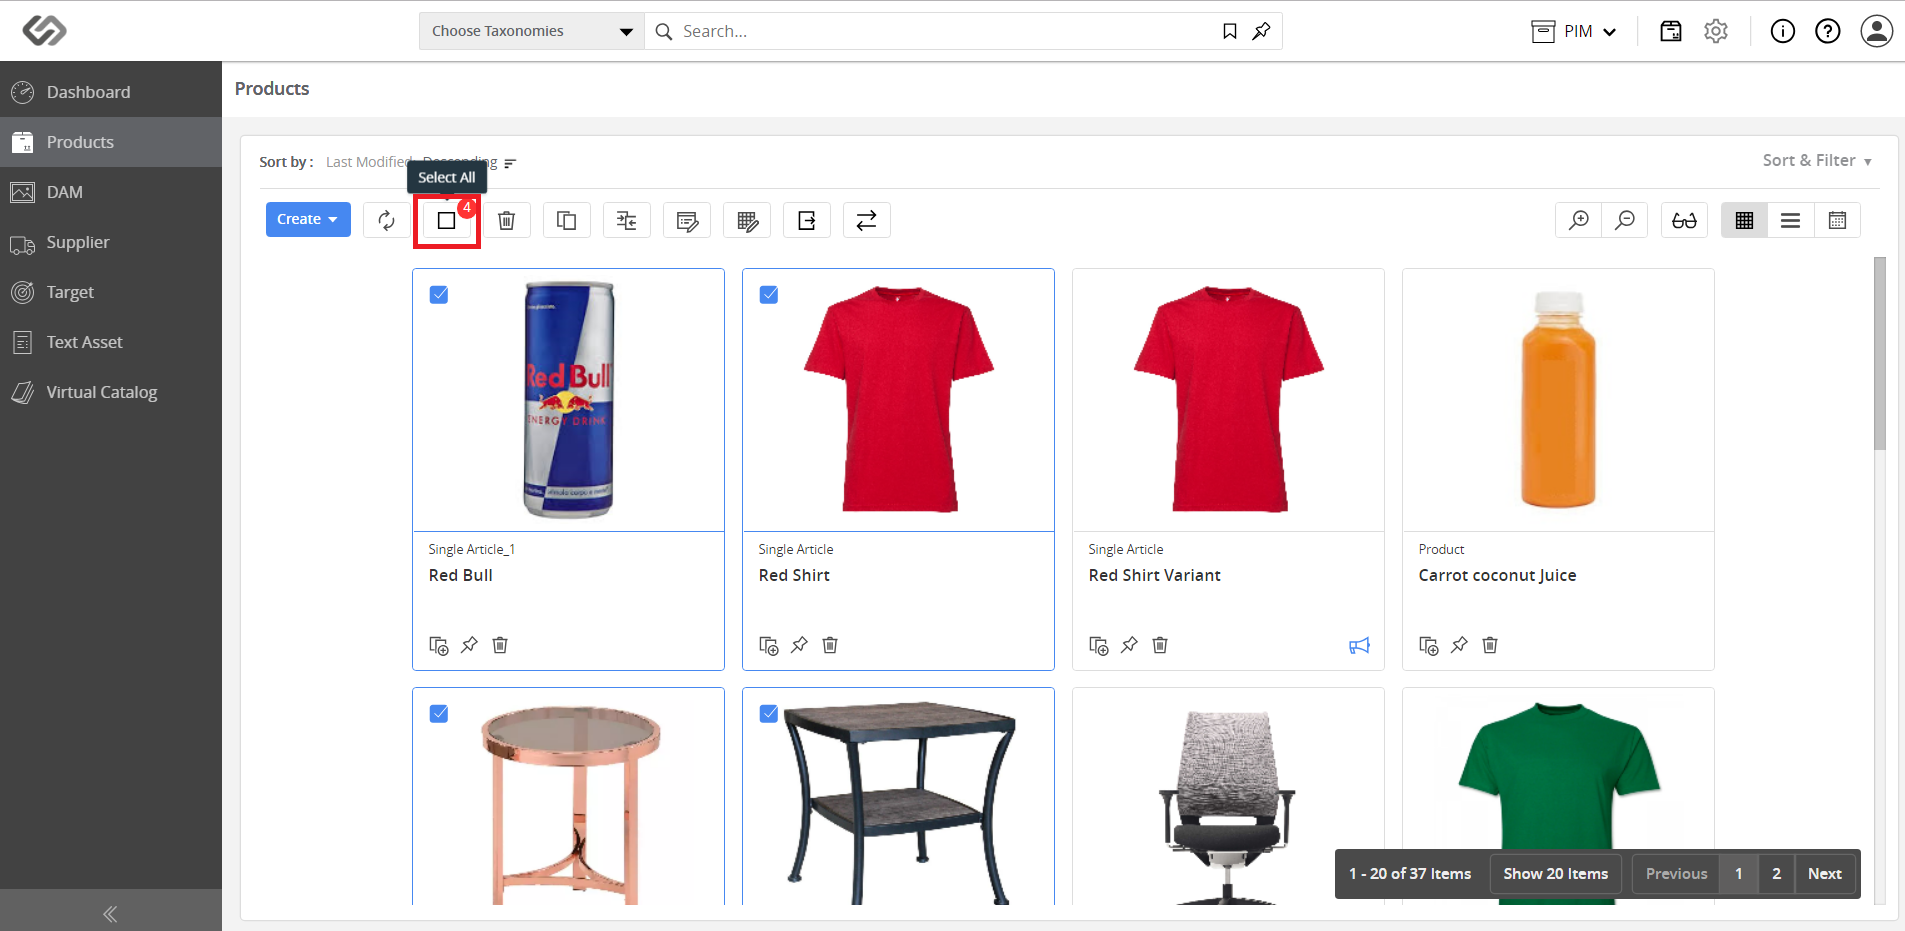 Choose Taxonomies
Search...
PIM
Dashboard
Products
DAM
Supplier
Target
Text Asset
Virtual Catalog
Products
Sort by : Last Modified Descending
Sort & Filter
Select All
Create
4
Red Bull
ENERGY DRINK
Single Article_1
Red Bull
Single Article
Red Shirt
Single Article
Red Shirt Variant
Product
Carrot coconut Juice
1 - 20 of 37 Items
Show 20 Items
Previous
1
2
Next